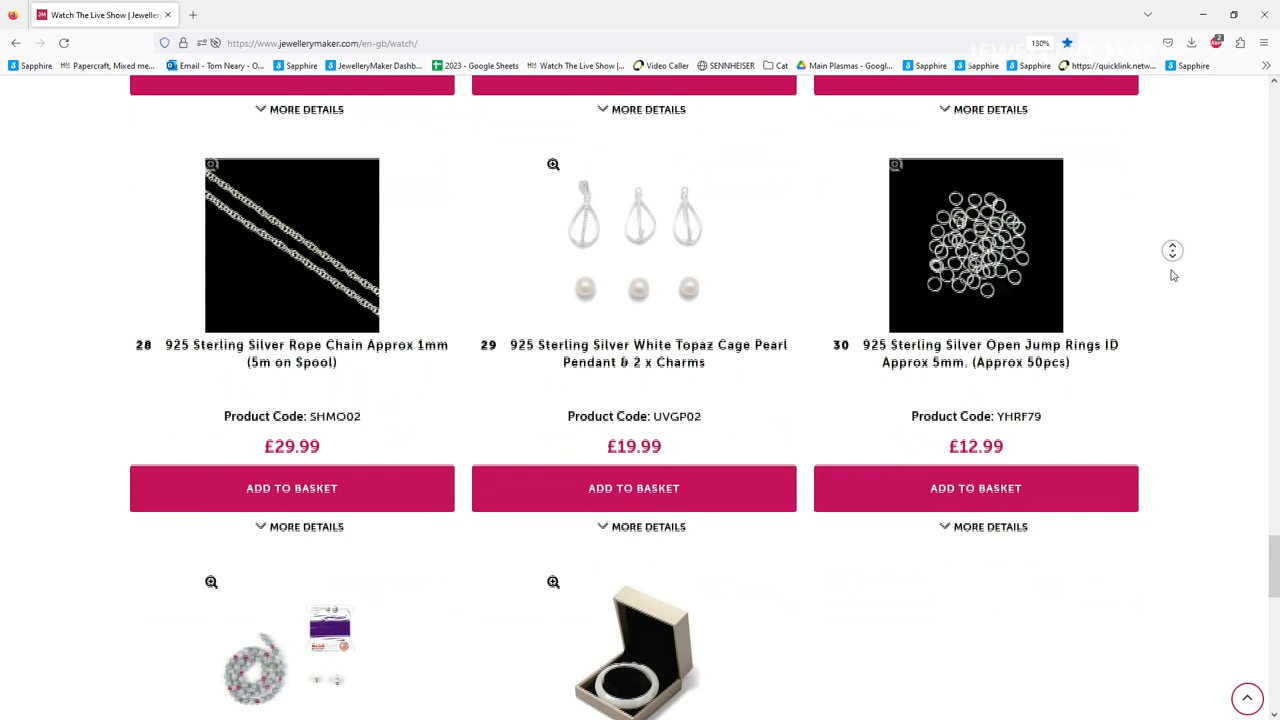 Watch The Live Show | Jeweller
https://www.jewellerymaker.com/en-gb/watch/
130%
Sapphire
Papercraft, Mixed me...
Email - Tom Neary - O...
Sapphire
JewelleryMaker Dashb...
2023 - Google Sheets
Watch The Live Show |...
Video Caller
SENNHEISER
Cat
Main Plasmas - Googl...
Sapphire
Sapphire
Sapphire
https://quicklink.netw...
Sapphire
MORE DETAILS
MORE DETAILS
MORE DETAILS
28 925 Sterling Silver Rope Chain Approx 1mm
(5m on Spool)
Product Code: SHMO02
£29.99
ADD TO BASKET
MORE DETAILS
29 925 Sterling Silver White Topaz Cage Pearl
Pendant & 2 x Charms
Product Code: UVGP02
£19.99
ADD TO BASKET
MORE DETAILS
30 925 Sterling Silver Open Jump Rings ID
Approx 5mm. (Approx 50pcs)
Product Code: YHRF79
£12.99
ADD TO BASKET
MORE DETAILS